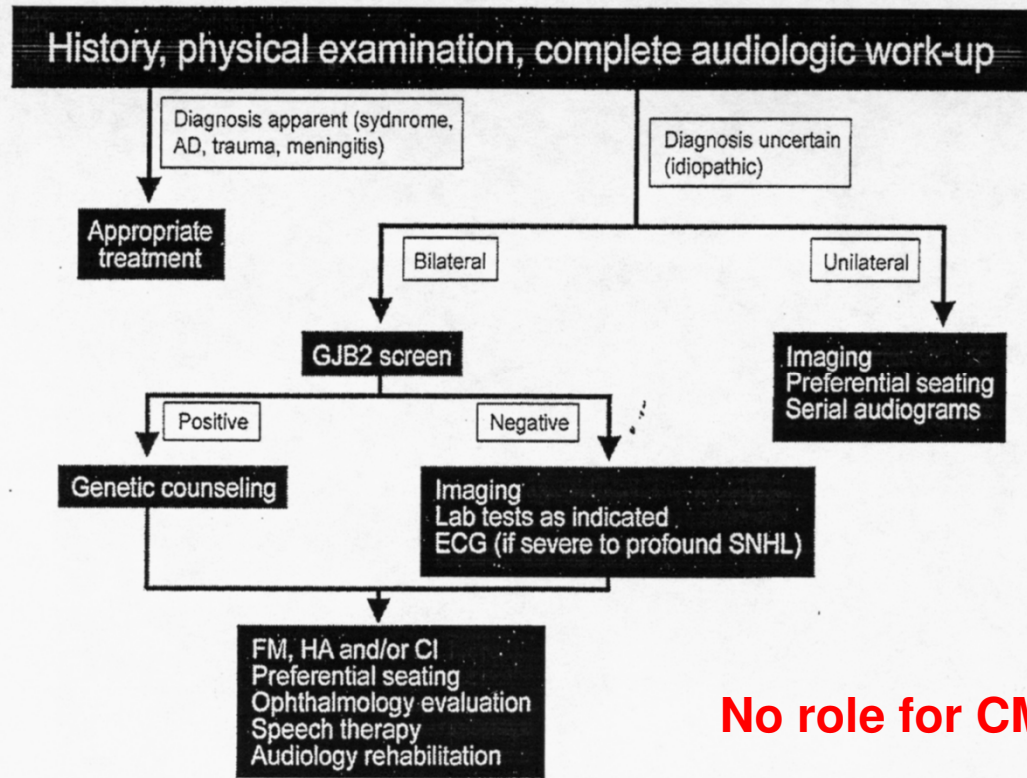 History, physical examination, complete audiologic work-up
Diagnosis apparent (sydnrome,
AD, trauma, meningitis)
Diagnosis uncertain
(idiopathic)
Appropriate
treatment
Bilateral
Unilateral
GJB2 screen
Imaging
Preferential seating
Serial audiograms
Positive
Negative
Genetic counseling
Imaging
Lab tests as indicated
ECG (if severe to profound SNHL)
FM, HA and/or CI
Preferential seating
Ophthalmology evaluation
Speech therapy
Audiology rehabilitation
No role for